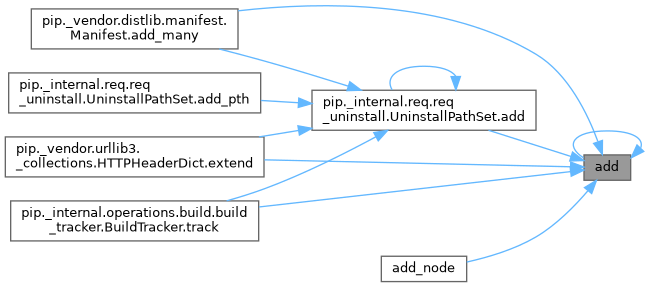 pip._vendor.distlib.manifest.
Manifest.add_many
pip._internal.req.req
_uninstall.UninstallPathSet.add_pth
pip._internal.req.req
_uninstall.UninstallPathSet.add
pip._vendor.urllib3.
_collections.HTTPHeaderDict.extend
add
pip._internal.operations.build.build
_tracker.BuildTracker.track
add_node